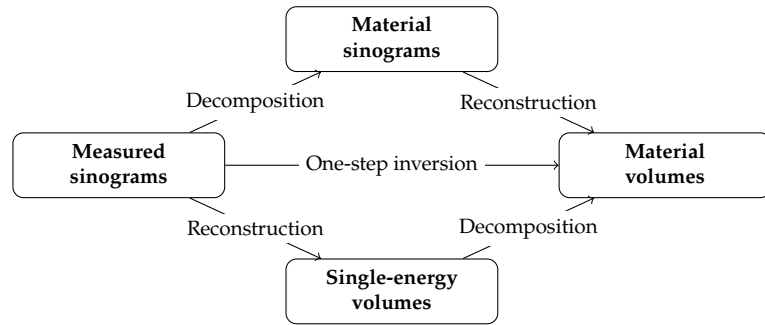 Material
sinograms
Decomposition
Reconstruction
Measured
sinograms
One-step inversion
Material
volumes
Reconstruction
Decomposition
Single-energy
volumes